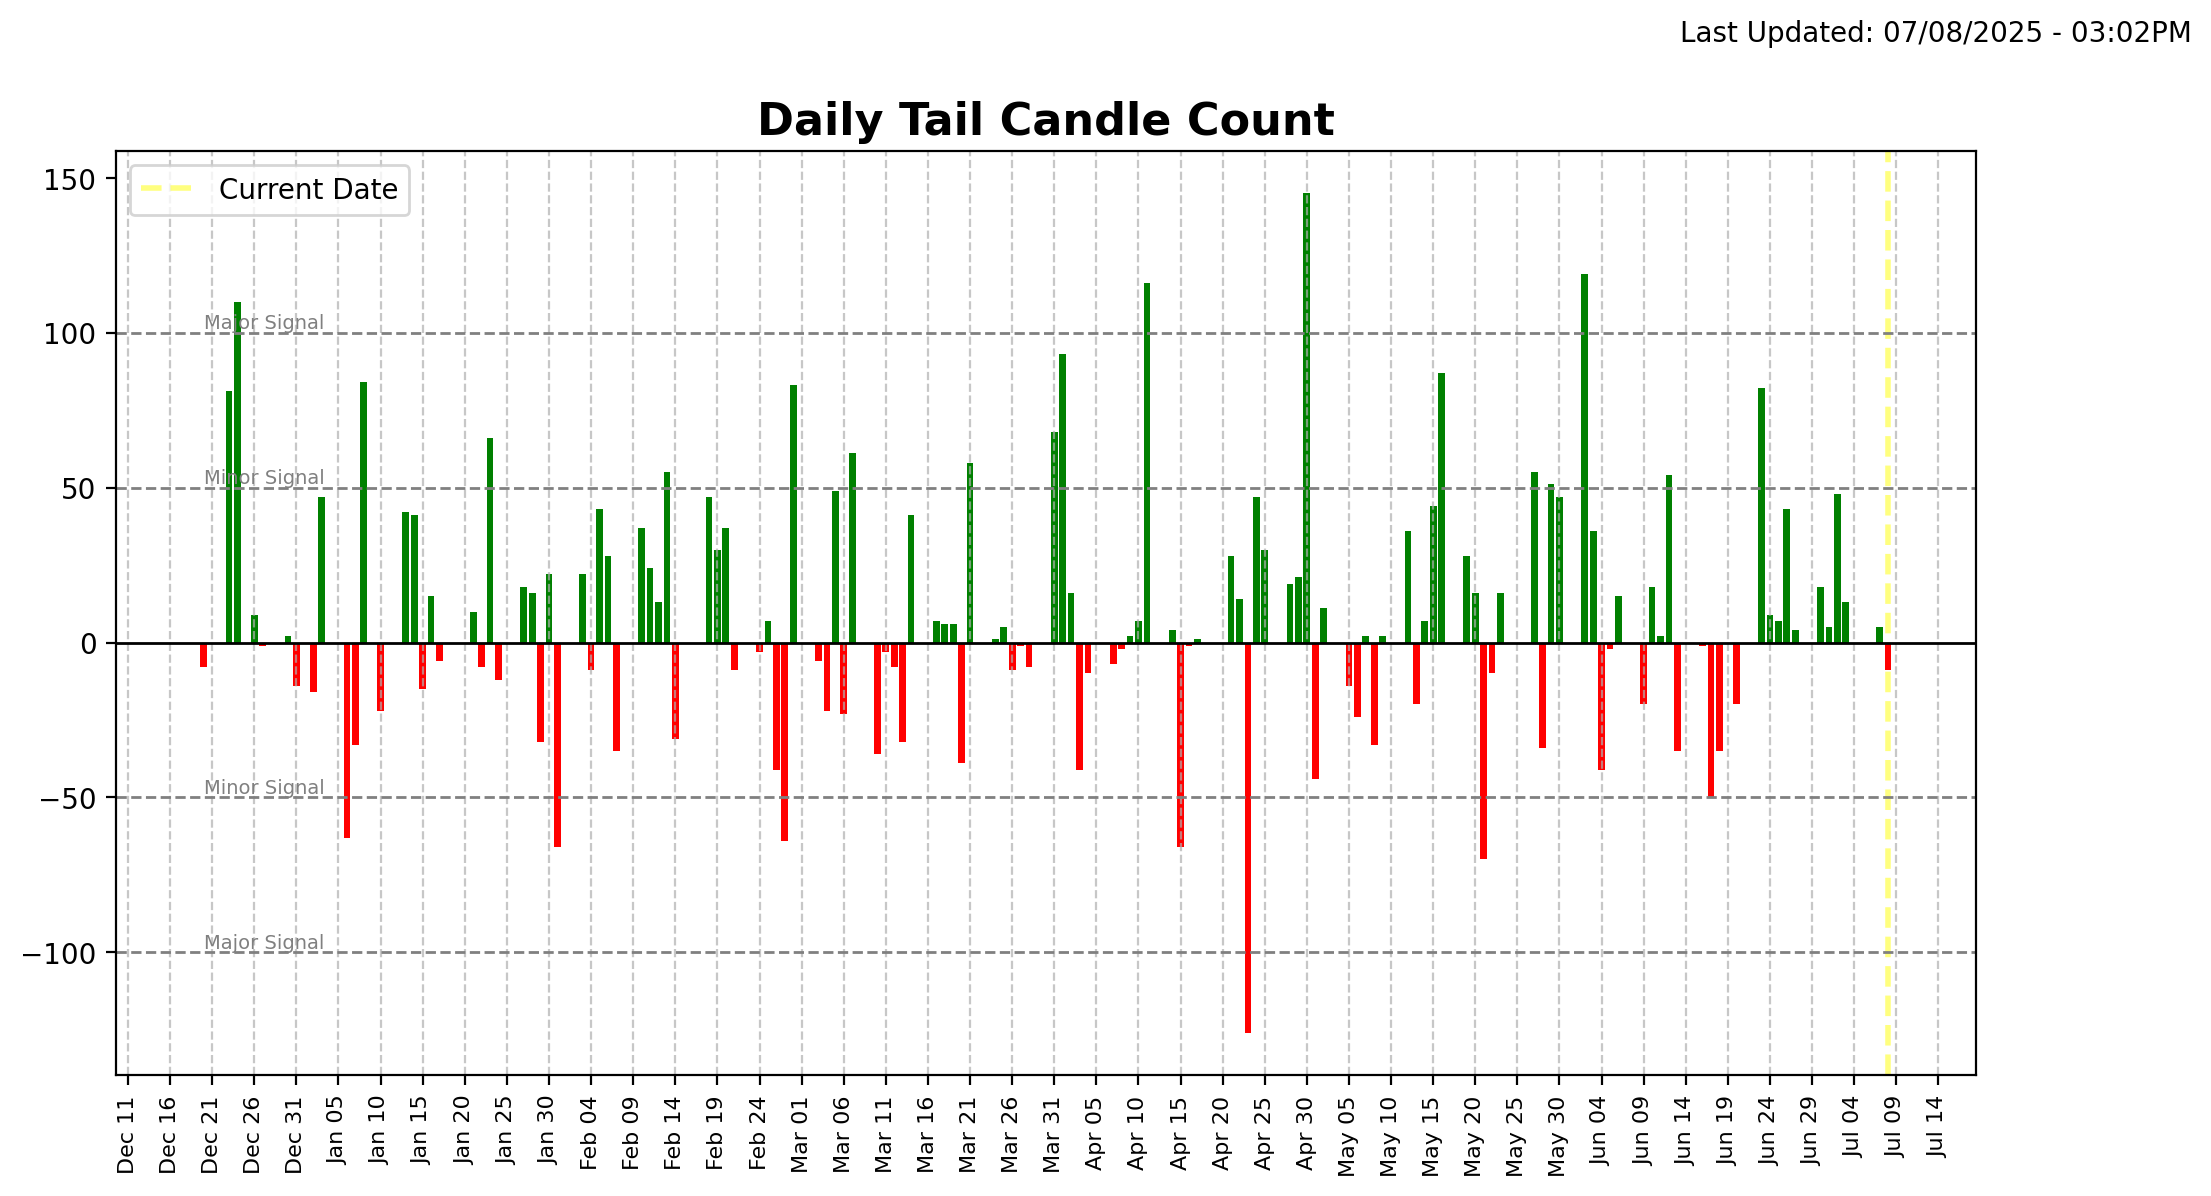 Last Updated: 07/08/2025 - 03:02PM
Daily Tail Candle Count
Current Date
150
100
50
0
−50
−100
Major Signal
Minor Signal
Minor Signal
Major Signal
Dec 11
Dec 16
Dec 21
Dec 26
Dec 31
Jan 05
Jan 10
Jan 15
Jan 20
Jan 25
Jan 30
Feb 04
Feb 09
Feb 14
Feb 19
Feb 24
Mar 01
Mar 06
Mar 11
Mar 16
Mar 21
Mar 26
Mar 31
Apr 05
Apr 10
Apr 15
Apr 20
Apr 25
Apr 30
May 05
May 10
May 15
May 20
May 25
May 30
Jun 04
Jun 09
Jun 14
Jun 19
Jun 24
Jun 29
Jul 04
Jul 09
Jul 14